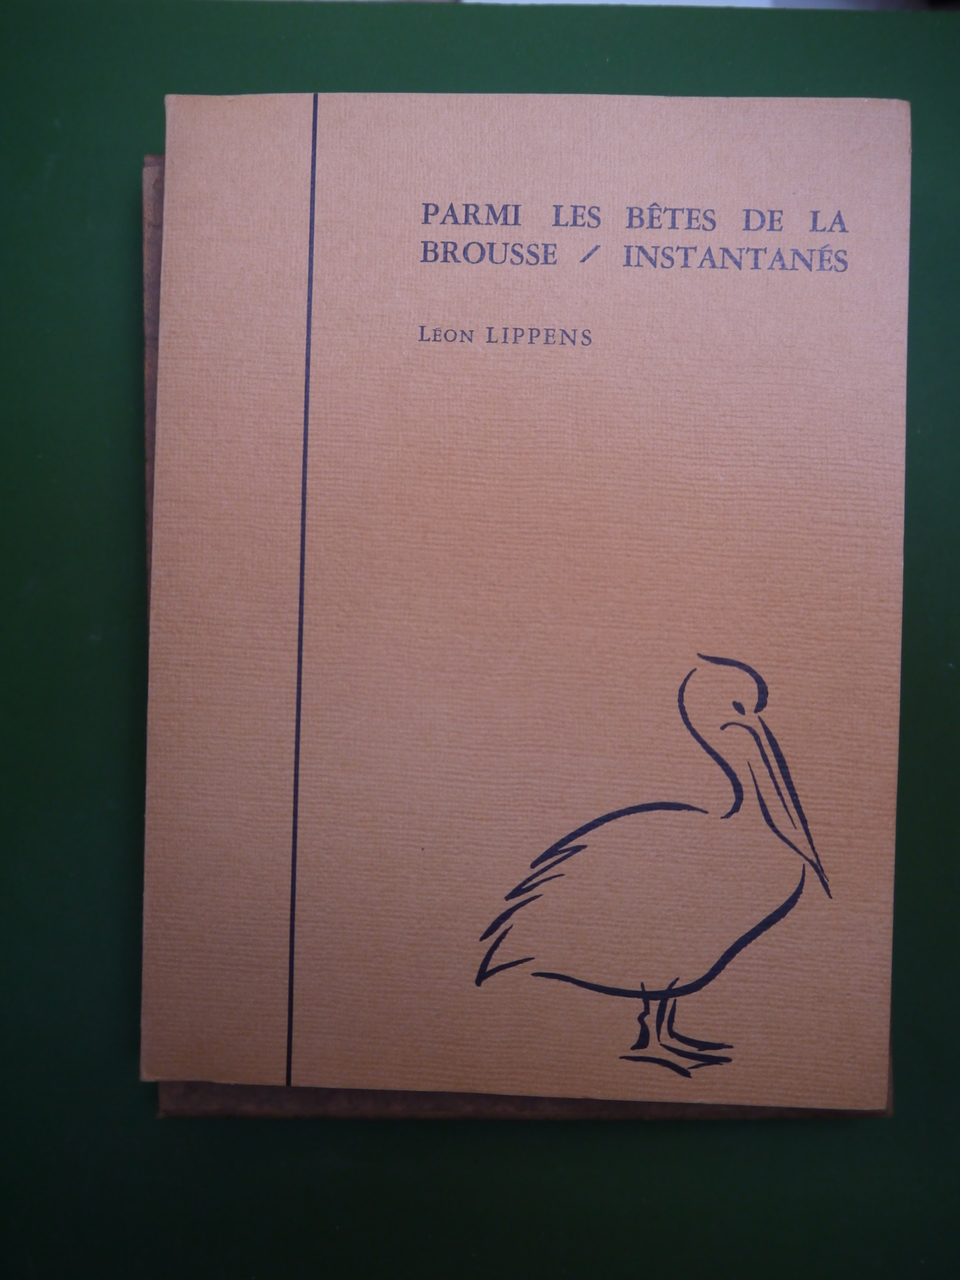 PARMI LES BÊTES DE LA
BROUSSE / INSTANTANÉS
LÉON LIPPENS